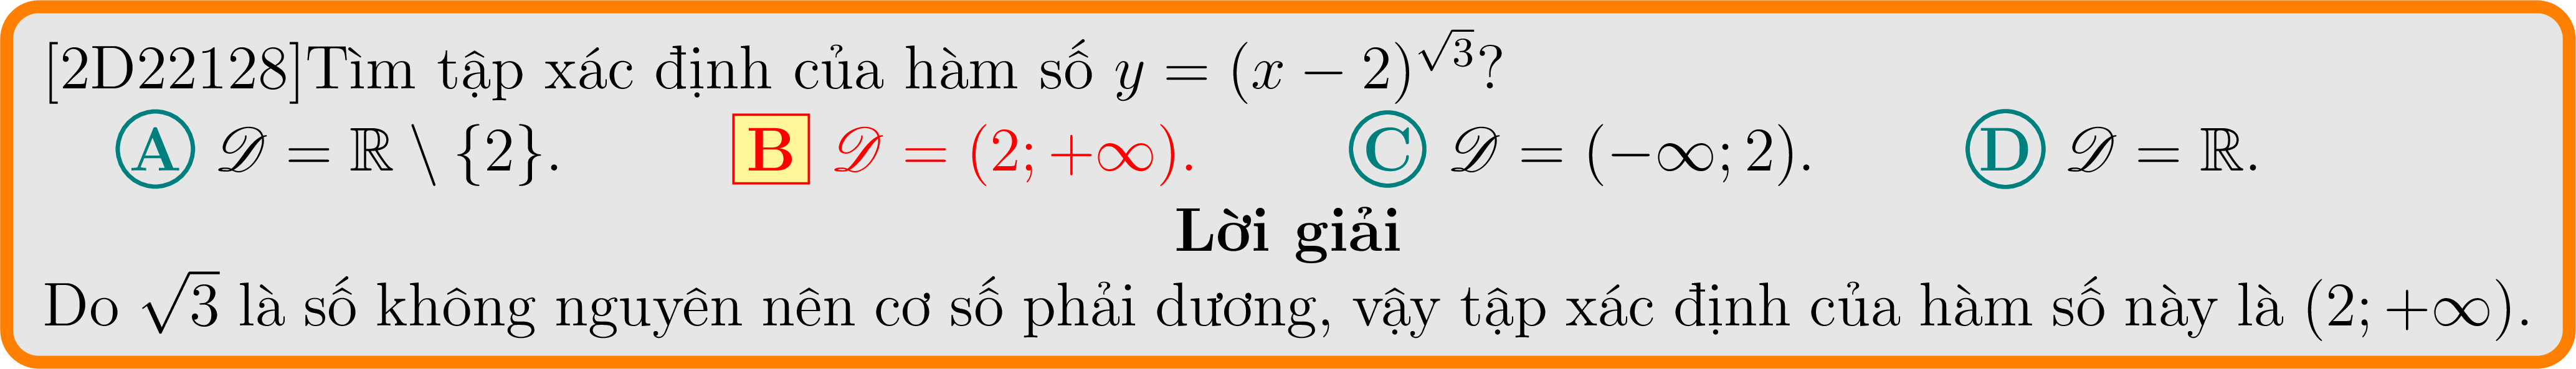 [2D22128]Tìm tập xác định của hàm số $y = (x - 2)^{\sqrt{3}}$?
A $\mathscr{D} = \mathbb{R} \setminus \{2\}$. B $\mathscr{D} = (2; +\infty)$. C $\mathscr{D} = (-\infty; 2)$. D $\mathscr{D} = \mathbb{R}$.
Lời giải
Do $\sqrt{3}$ là số không nguyên nên cơ số phải dương, vậy tập xác định của hàm số này là $(2; +\infty)$.